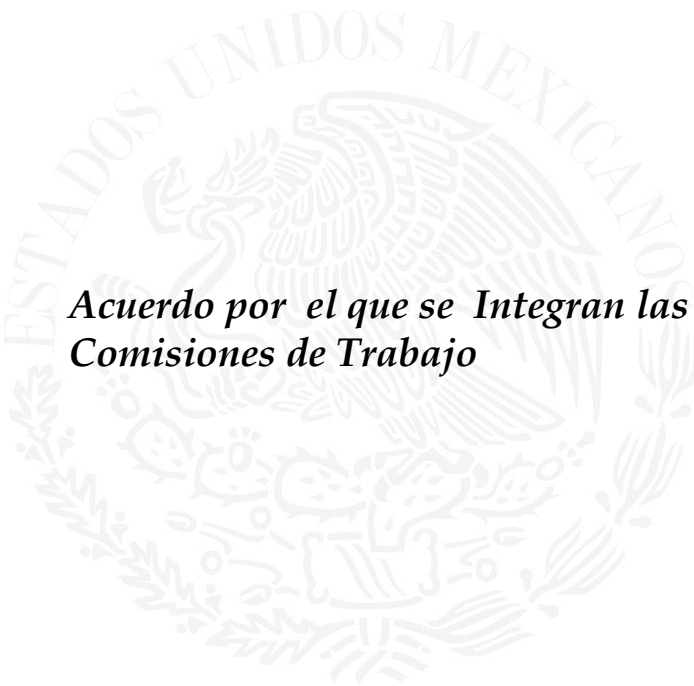 ESTADOS UNIDOS MEXICANOS
Acuerdo por el que se Integran las
Comisiones de Trabajo